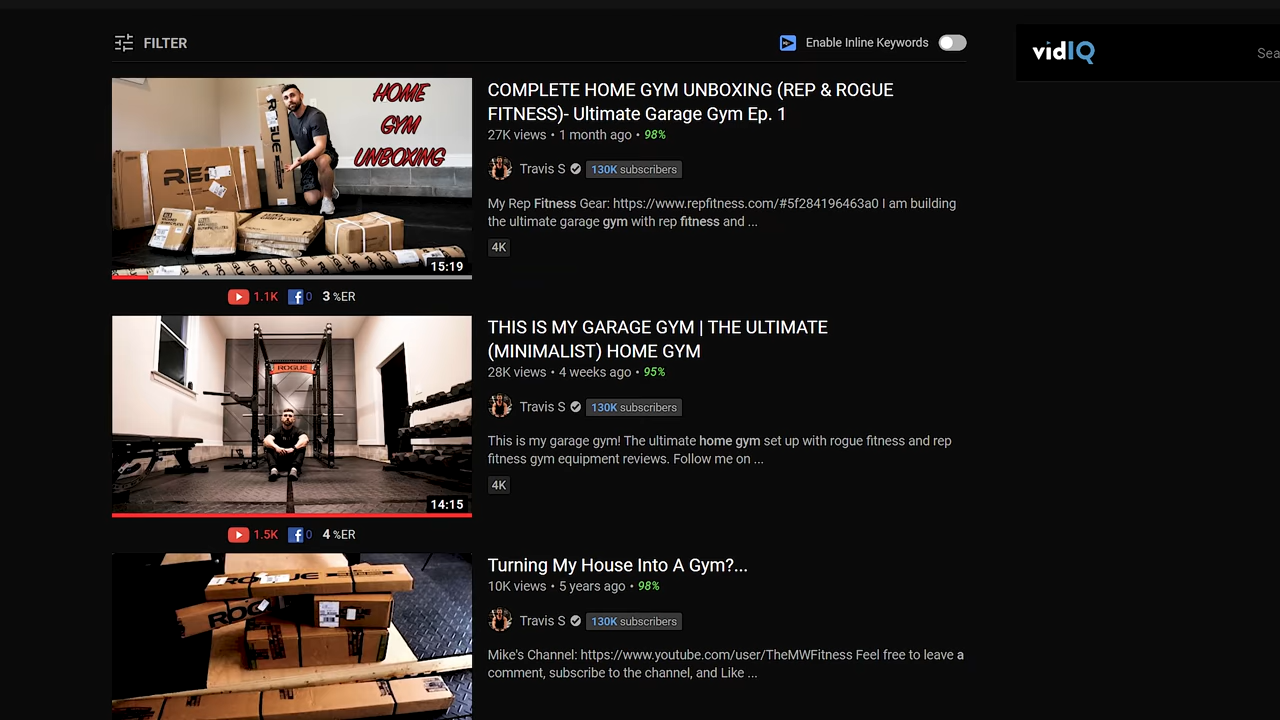 FILTER
Enable Inline Keywords
vidIQ
Sea
HOME
GYM
UNBOXING
ROGUE
REP
15:19
COMPLETE HOME GYM UNBOXING (REP & ROGUE
FITNESS)- Ultimate Garage Gym Ep. 1
27K views • 1 month ago • 98%
Travis S 130K subscribers
My Rep Fitness Gear: https://www.repfitness.com/#5f284196463a0 I am building
the ultimate garage gym with rep fitness and ...
4K
1.1K 0 3 %ER
ROGUE
14:15
THIS IS MY GARAGE GYM | THE ULTIMATE
(MINIMALIST) HOME GYM
28K views • 4 weeks ago • 95%
Travis S 130K subscribers
This is my garage gym! The ultimate home gym set up with rogue fitness and rep
fitness gym equipment reviews. Follow me on ...
4K
1.5K 0 4 %ER
ROGUE
Turning My House Into A Gym?...
10K views • 5 years ago • 98%
Travis S 130K subscribers
Mike's Channel: https://www.youtube.com/user/TheMWFitness Feel free to leave a
comment, subscribe to the channel, and Like ...